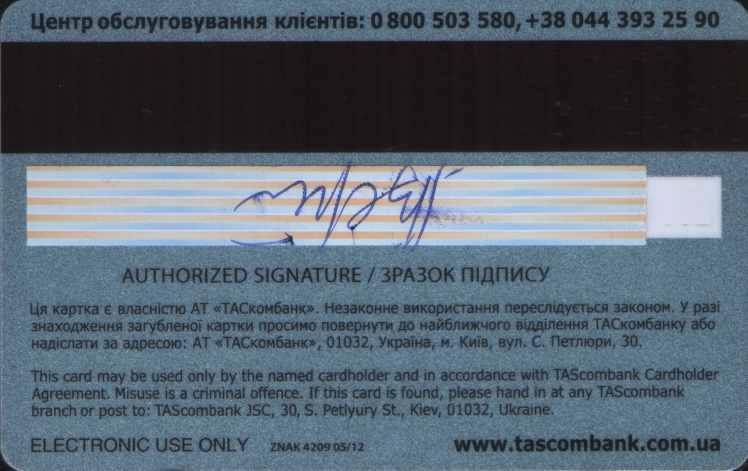 Центр обслуговування клієнтів: 0 800 503 580, +38 044 393 25 90
AUTHORIZED SIGNATURE / ЗРАЗОК ПІДПИСУ
Ця картка є власністю АТ «ТАСкомбанк». Незаконне використання переслідується законом. У разі
знаходження загубленої картки просимо повернути до найближчого відділення ТАСкомбанку або
надіслати за адресою: АТ «ТАСкомбанк», 01032, Україна, м. Київ, вул. С. Петлюри, 30.
This card may be used only by the named cardholder and in accordance with TAScombank Cardholder
Agreement. Misuse is a criminal offence. If this card is found, please hand in at any TAScombank
branch or post to: TAScombank JSC, 30, S. Petlyury St., Kiev, 01032, Ukraine.
ELECTRONIC USE ONLY ZNAK 4209 05/12 www.tascombank.com.ua